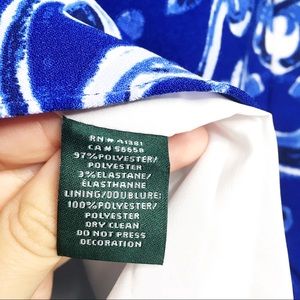 RN# 41381
CA# 56650
97%POLYESTER/
POLYESTER
3%ELASTANE/
ÉLASTHANNE
LINING/DOUBLURE:
100%POLYESTER/
POLYESTER
DRY CLEAN
DO NOT PRESS
DECORATION